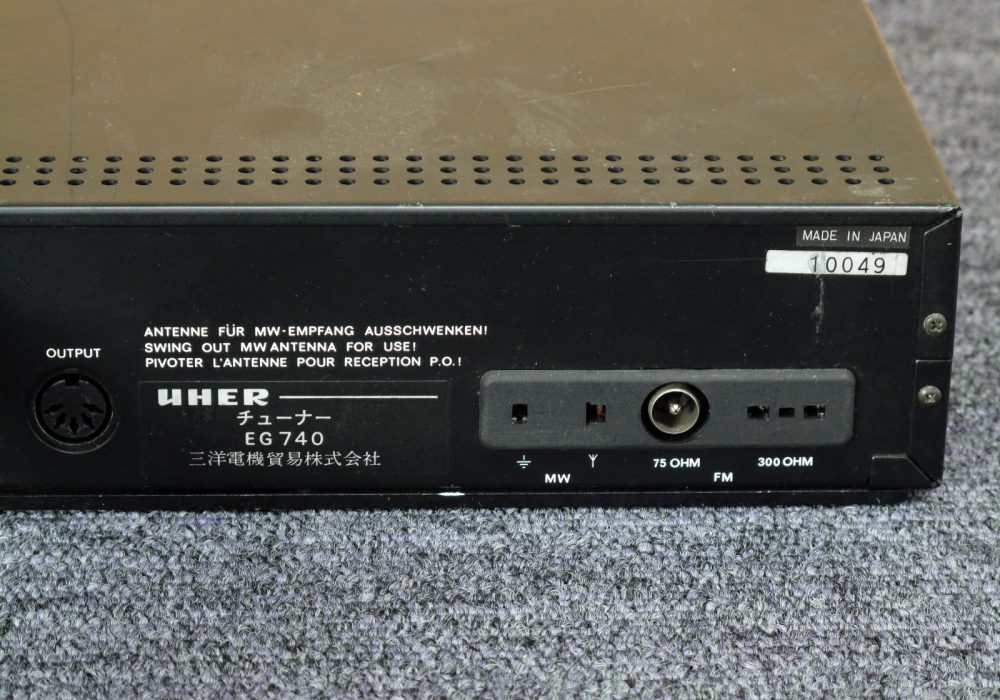 MADE IN JAPAN
10049
ANTENNE FÜR MW-EMPFANG AUSSCHWENKEN!
SWING OUT MW ANTENNA FOR USE!
PIVOTER L'ANTENNE POUR RECEPTION P.O.!
OUTPUT
UHER
チューナー
EG 740
三洋電機貿易株式会社
75 OHM
300 OHM
MW
FM